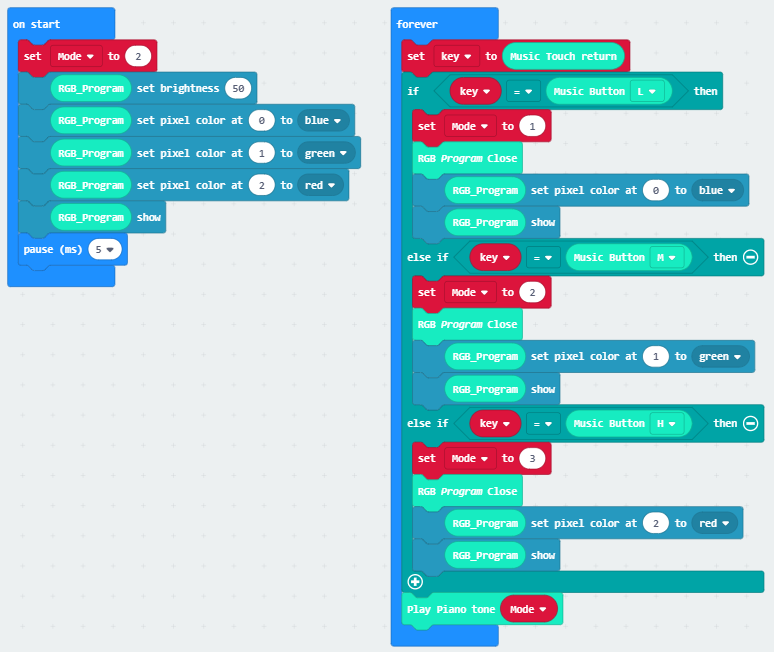 on start
set Mode to 2
RGB_Program set brightness 50
RGB_Program set pixel color at 0 to blue
RGB_Program set pixel color at 1 to green
RGB_Program set pixel color at 2 to red
RGB_Program show
pause (ms) 5
forever
set key to Music Touch return
if key = Music Button L then
set Mode to 1
RGB Program Close
RGB_Program set pixel color at 0 to blue
RGB_Program show
else if key = Music Button M then
set Mode to 2
RGB Program Close
RGB_Program set pixel color at 1 to green
RGB_Program show
else if key = Music Button H then
set Mode to 3
RGB Program Close
RGB_Program set pixel color at 2 to red
RGB_Program show
Play Piano tone Mode